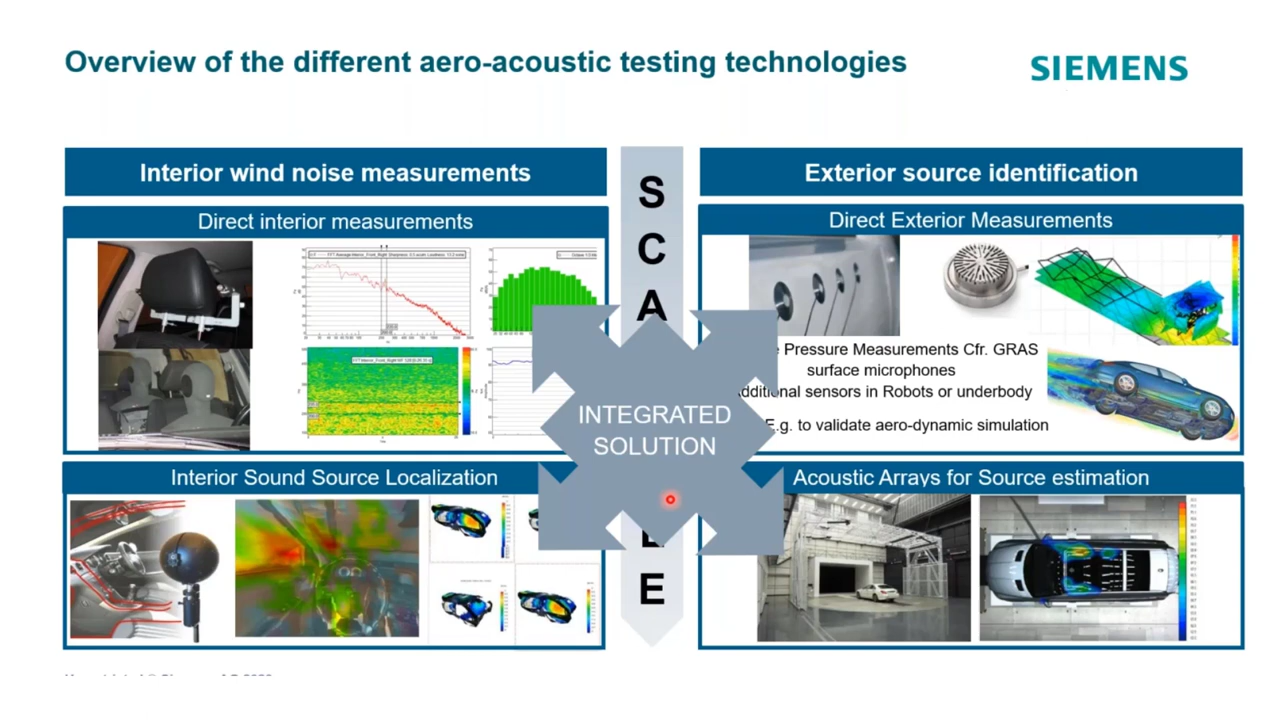 Overview of the different aero-acoustic testing technologies
SIEMENS
Interior wind noise measurements
Exterior source identification
Direct interior measurements
Direct Exterior Measurements
S
C
A
L
E
INTEGRATED
SOLUTION
Pressure Measurements Cfr. GRAS
surface microphones
sensors in Robots or underbody
E.g. to validate aero-dynamic simulation
Interior Sound Source Localization
Acoustic Arrays for Source estimation